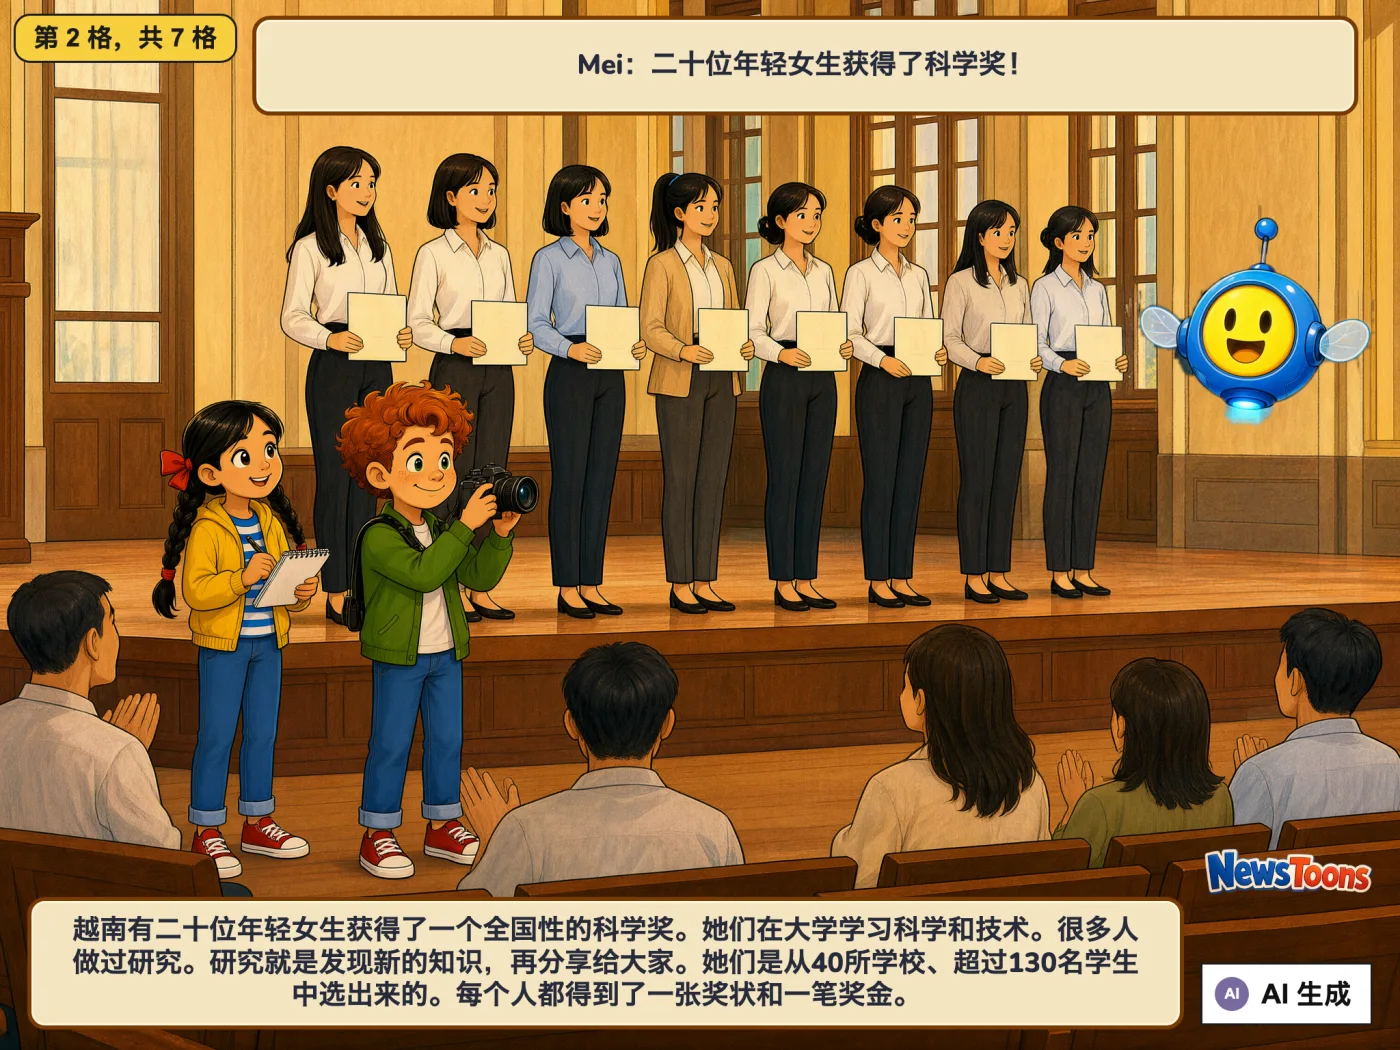 第 2 格，共 7 格
Mei：二十位年轻女生获得了科学奖！
越南有二十位年轻女生获得了一个全国性的科学奖。她们在大学学习科学和技术。很多人
做过研究。研究就是发现新的知识，再分享给大家。她们是从40所学校、超过130名学生
中选出来的。每个人都得到了一张奖状和一笔奖金。
NewsToons
AI AI 生成